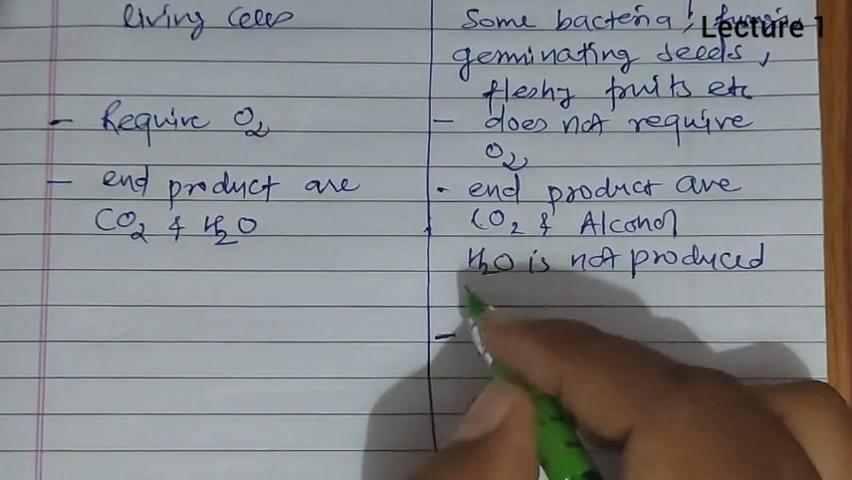 living cells
Some bacteria, fungi,
Lecture 1
germinating seeds,
fleshy fruits etc
- Require O₂
- does not require
O₂
- end product are
CO₂ & H₂O
- end product are
CO₂ & Alcohol
H₂O is not produced
-